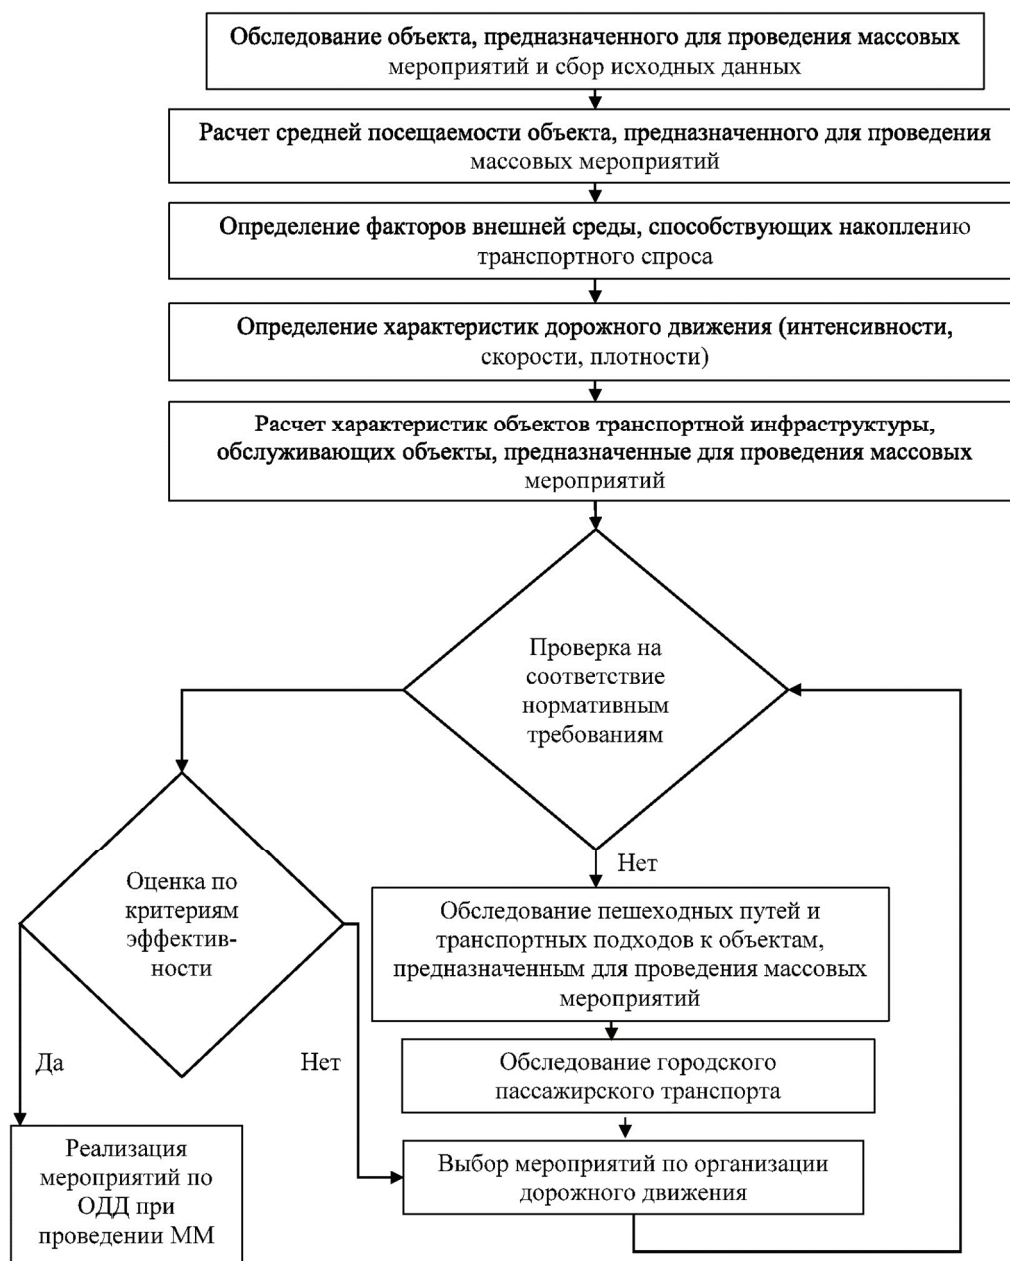 Обследование объекта, предназначенного для проведения массовых
мероприятий и сбор исходных данных
Расчет средней посещаемости объекта, предназначенного для проведения
массовых мероприятий
Определение факторов внешней среды, способствующих накоплению
транспортного спроса
Определение характеристик дорожного движения (интенсивности,
скорости, плотности)
Расчет характеристик объектов транспортной инфраструктуры,
обслуживающих объекты, предназначенные для проведения массовых
мероприятий
Проверка на
соответствие
нормативным
требованиям
Нет
Оценка по
критериям
эффектив-
ности
Обследование пешеходных путей и
транспортных подходов к объектам,
предназначенным для проведения массовых
мероприятий
Да
Нет
Обследование городского
пассажирского транспорта
Реализация
мероприятий по
ОДД при
проведении ММ
Выбор мероприятий по организации
дорожного движения